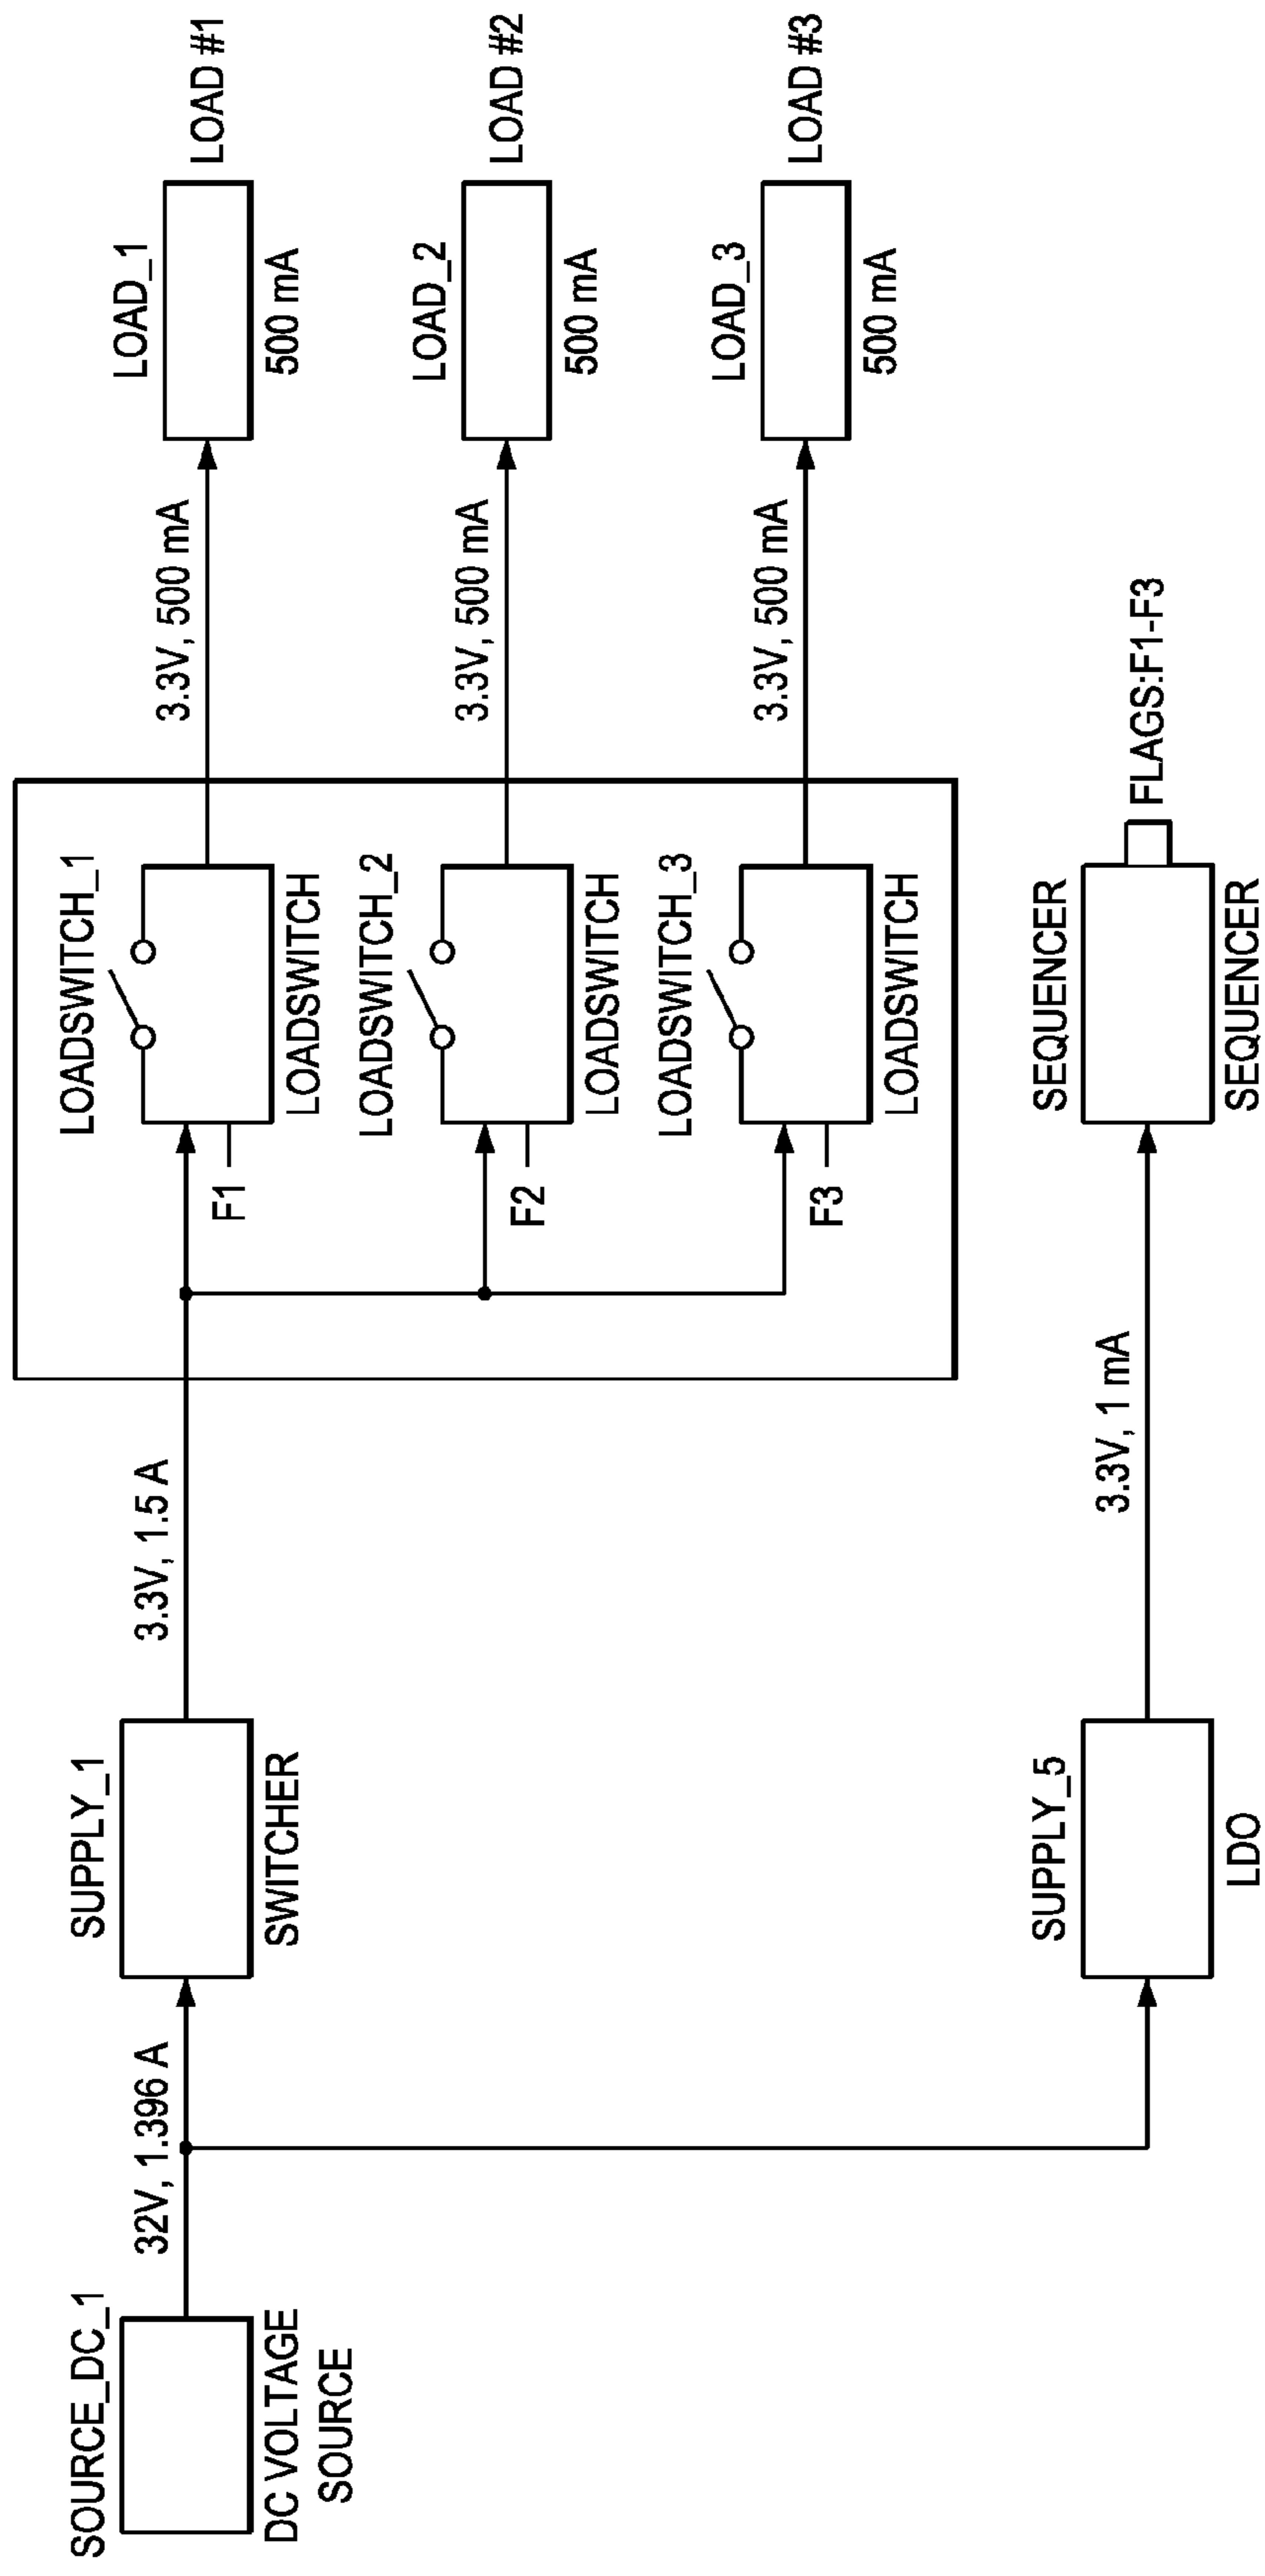 SOURCE_DC_1
DC VOLTAGE
SOURCE
32V, 1.396 A
SUPPLY_1
SWITCHER
3.3V, 1.5 A
LOADSWITCH_1
F1
LOADSWITCH
3.3V, 500 mA
LOAD_1
500 mA
LOAD #1
LOADSWITCH_2
F2
LOADSWITCH
3.3V, 500 mA
LOAD_2
500 mA
LOAD #2
LOADSWITCH_3
F3
LOADSWITCH
3.3V, 500 mA
LOAD_3
500 mA
LOAD #3
SUPPLY_5
LDO
3.3V, 1 mA
SEQUENCER
SEQUENCER
FLAGS:F1-F3